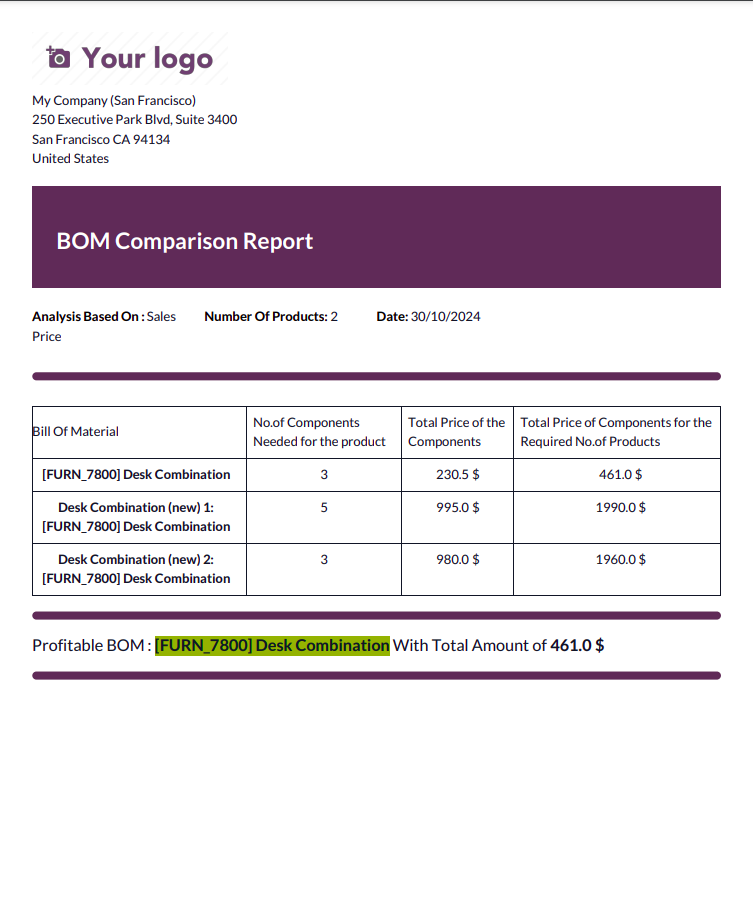 Your logo
My Company (San Francisco)
250 Executive Park Blvd, Suite 3400
San Francisco CA 94134
United States
BOM Comparison Report
Analysis Based On : Sales Price
Number Of Products: 2
Date: 30/10/2024
Bill Of Material
No.of Components
Needed for the product
Total Price of the
Components
Total Price of Components for the
Required No.of Products
[FURN_7800] Desk Combination
3
230.5 $
461.0 $
Desk Combination (new) 1:
[FURN_7800] Desk Combination
5
995.0 $
1990.0 $
Desk Combination (new) 2:
[FURN_7800] Desk Combination
3
980.0 $
1960.0 $
Profitable BOM : [FURN_7800] Desk Combination With Total Amount of 461.0 $